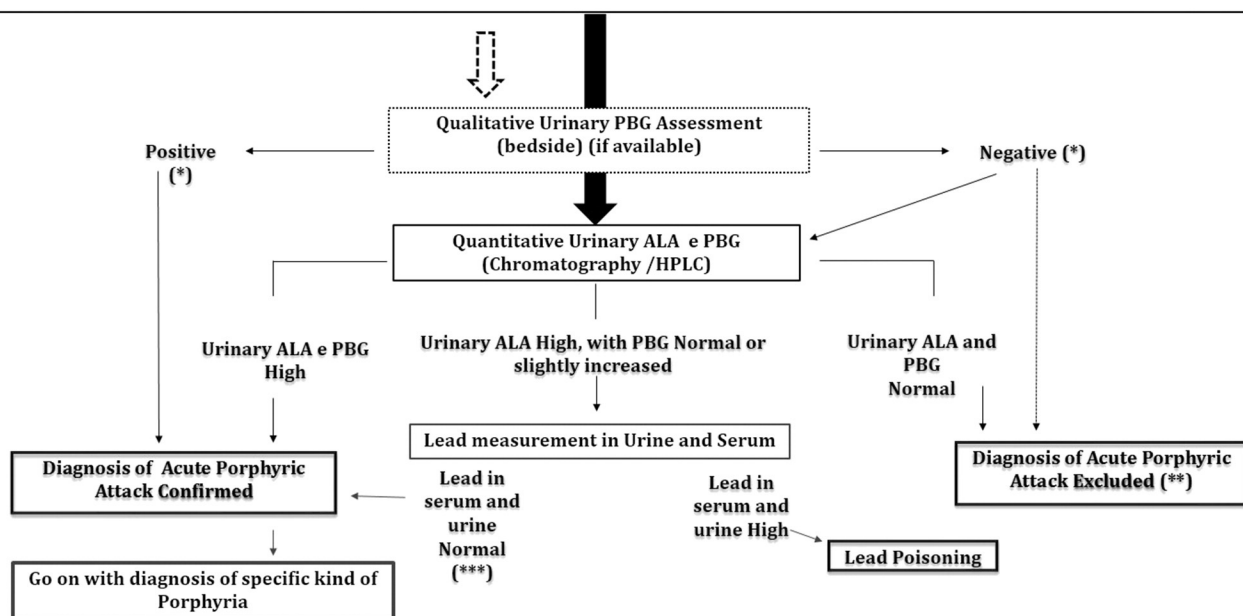 Qualitative Urinary PBG Assessment
(bedside) (if available)
Positive
(*)
Negative (*)
Quantitative Urinary ALA e PBG
(Chromatography /HPLC)
Urinary ALA e PBG
High
Urinary ALA High, with PBG Normal or
slightly increased
Urinary ALA and
PBG
Normal
Lead measurement in Urine and Serum
Diagnosis of Acute Porphyric
Attack Confirmed
Lead in
serum and
urine
Normal
(***)
Lead in
serum and
urine High
Diagnosis of Acute Porphyric
Attack Excluded (**)
Lead Poisoning
Go on with diagnosis of specific kind of
Porphyria